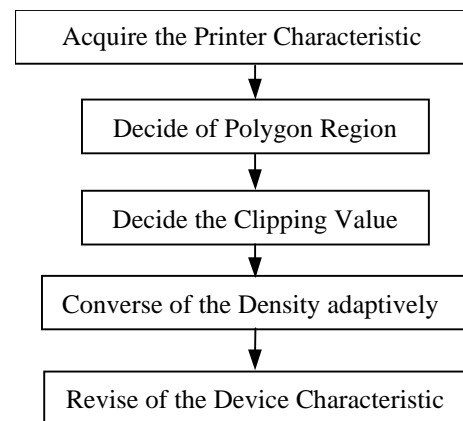 Acquire the Printer Characteristic
Decide of Polygon Region
Decide the Clipping Value
Converse of the Density adaptively
Revise of the Device Characteristic